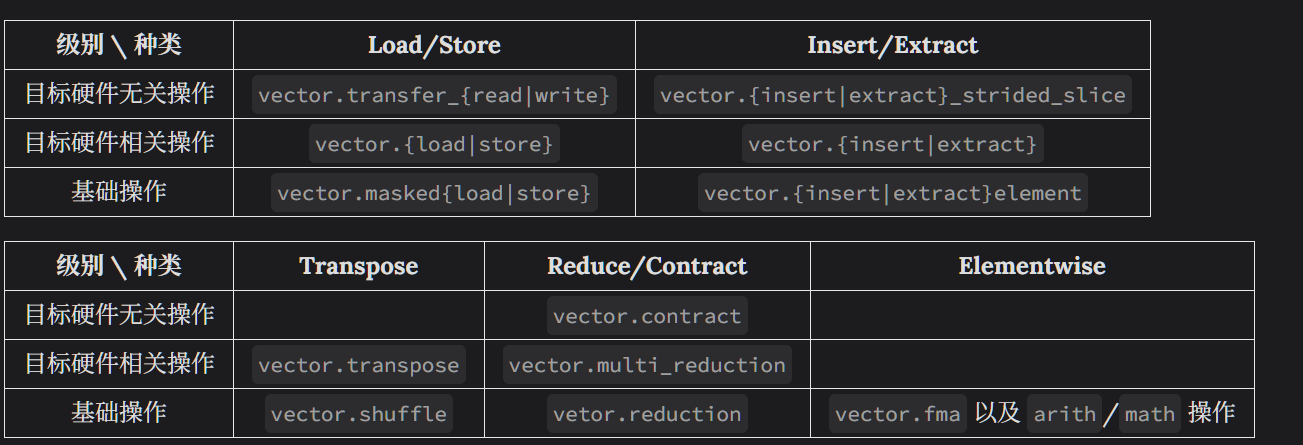 级别 \ 种类 Load/Store Insert/Extract
目标硬件无关操作 vector.transfer_{read|write} vector.{insert|extract}_strided_slice
目标硬件相关操作 vector.{load|store} vector.{insert|extract}
基础操作 vector.masked{load|store} vector.{insert|extract}element
级别 \ 种类 Transpose Reduce/Contract Elementwise
目标硬件无关操作 vector.contract
目标硬件相关操作 vector.transpose vector.multi_reduction
基础操作 vector.shuffle vetor.reduction vector.fma 以及 arith/math 操作